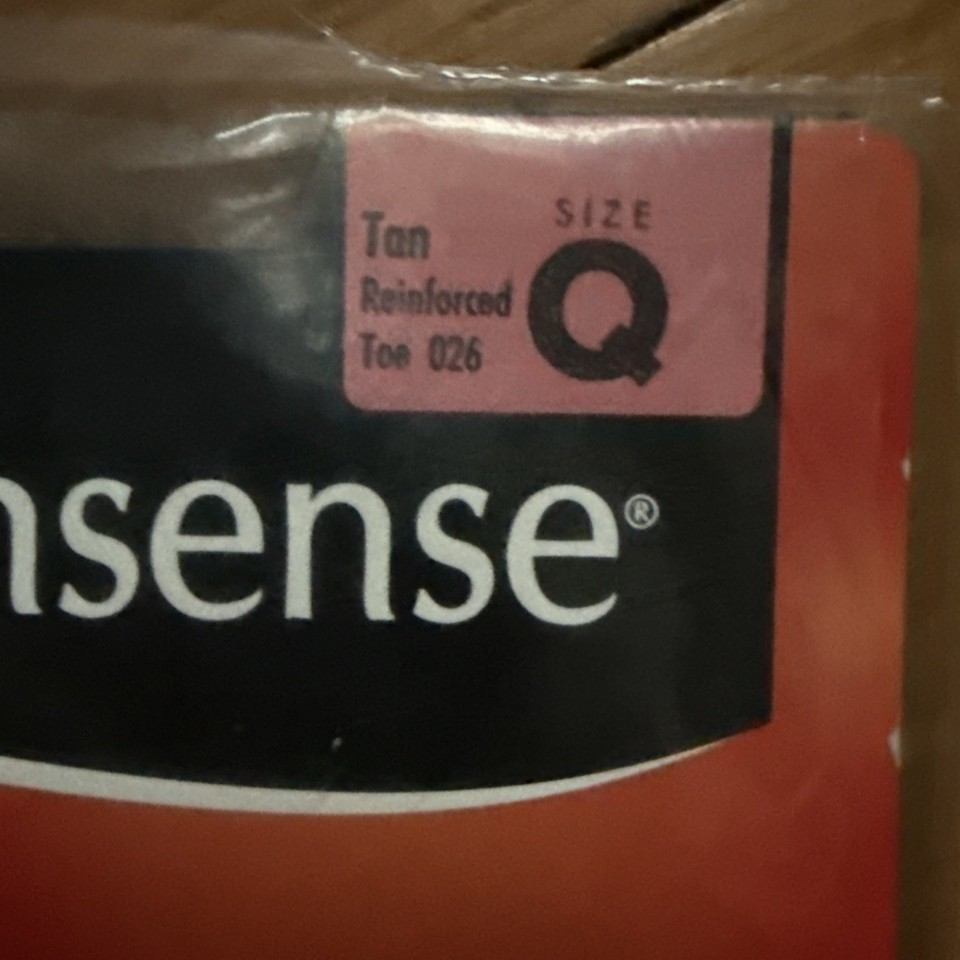 SIZE
Tan
Q
Reinforced
Toe 026
nsense®